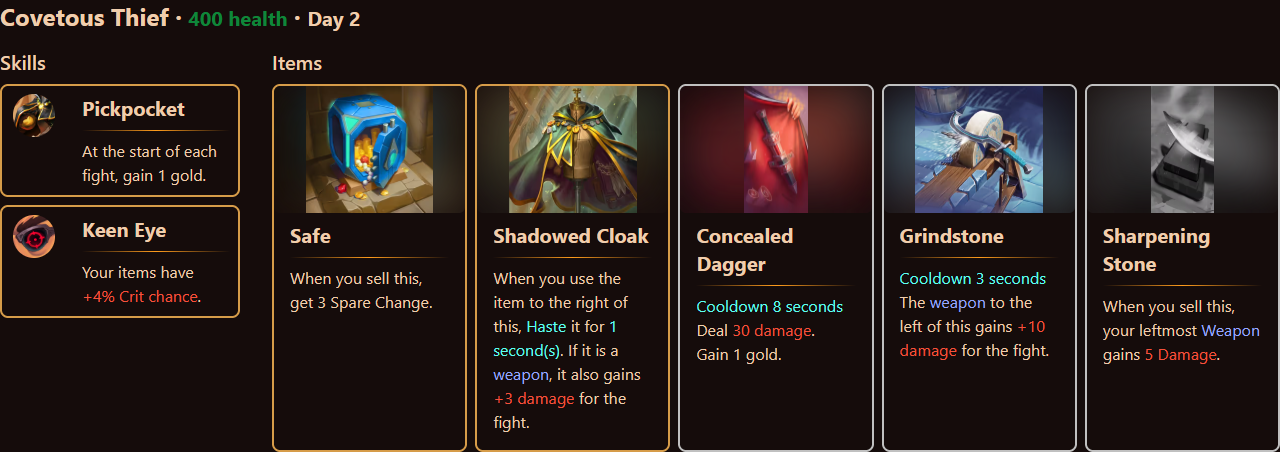 Covetous Thief · 400 health · Day 2
Skills
Pickpocket
At the start of each
fight, gain 1 gold.
Keen Eye
Your items have
+4% Crit chance.
Items
Safe
When you sell this,
get 3 Spare Change.
Shadowed Cloak
When you use the
item to the right of
this, Haste it for 1
second(s). If it is a
weapon, it also gains
+3 damage for the
fight.
Concealed
Dagger
Cooldown 8 seconds
Deal 30 damage.
Gain 1 gold.
Grindstone
Cooldown 3 seconds
The weapon to the
left of this gains +10
damage for the fight.
Sharpening
Stone
When you sell this,
your leftmost Weapon
gains 5 Damage.